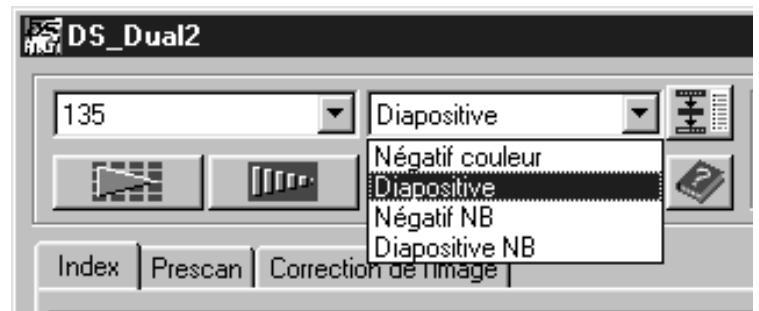 DS_Dual2
135
Diapositive
Négatif couleur
Diapositive
Négatif NB
Diapositive NB
Index Prescan Correction de l'image